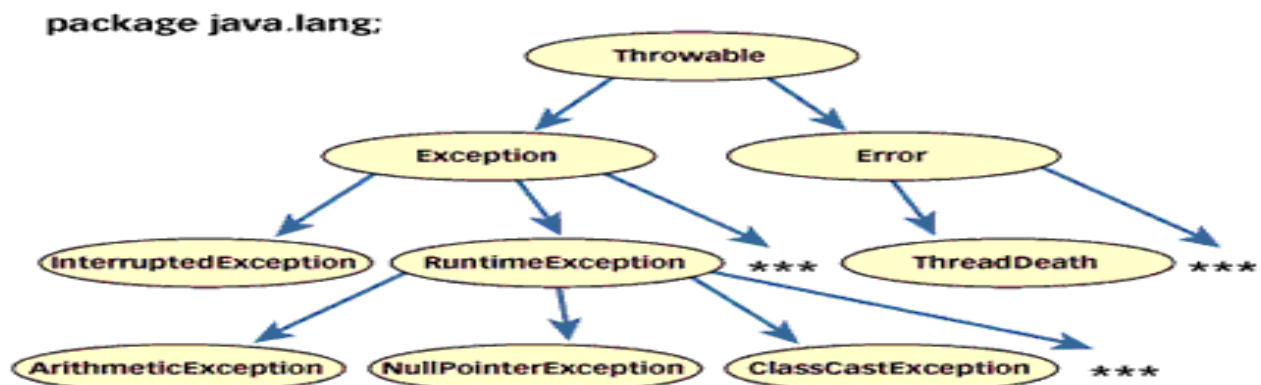 package java.lang;
Throwable
Exception Error
InterruptedException RuntimeException *** ThreadDeath ***
ArithmeticException NullPointerException ClassCastException ***